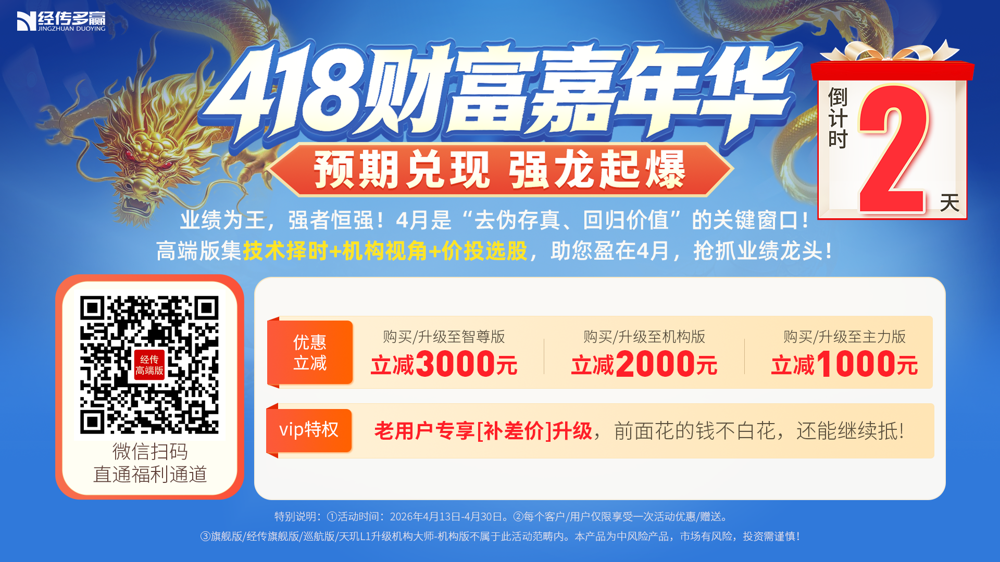 经传多赢
JINGZHUAN DUOYING
418财富嘉年华
倒计时
2
天
预期兑现 强龙起爆
业绩为王，强者恒强！4月是“去伪存真、回归价值”的关键窗口！
高端版集技术择时+机构视角+价投选股，助您盈在4月，抢抓业绩龙头！
经传
高端版
微信扫码
直通福利通道
优惠
立减
购买/升级至智尊版
立减3000元
购买/升级至机构版
立减2000元
购买/升级至主力版
立减1000元
vip特权
老用户专享[补差价]升级，前面花的钱不白花，还能继续抵!
特别说明：①活动时间：2026年4月13日-4月30日。②每个客户/用户仅限享受一次活动优惠/赠送。
③旗舰版/经传旗舰版/巡航版/天玑L1升级机构大师-机构版不属于此活动范畴内。本产品为中风险产品，市场有风险，投资需谨慎！